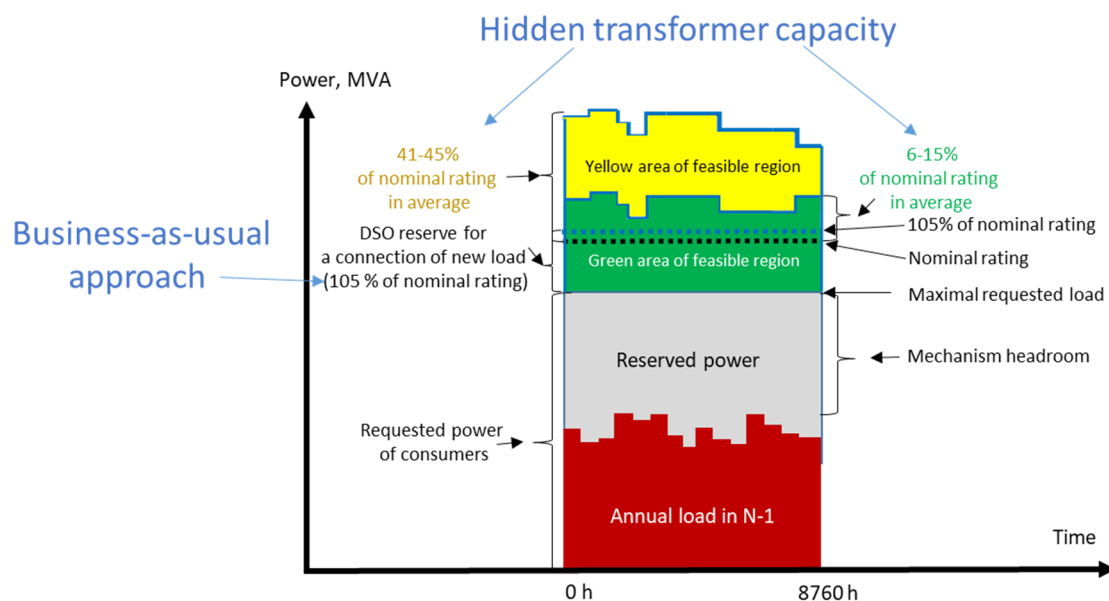 Hidden transformer capacity
Power, MVA
41-45%
of nominal rating
in average
Yellow area of feasible region
6-15%
of nominal rating
in average
Business-as-usual
approach
DSO reserve for
a connection of new load
(105 % of nominal rating)
105% of nominal rating
Nominal rating
Green area of feasible region
Maximal requested load
Reserved power
Mechanism headroom
Requested power
of consumers
Annual load in N-1
Time
0 h
8760 h